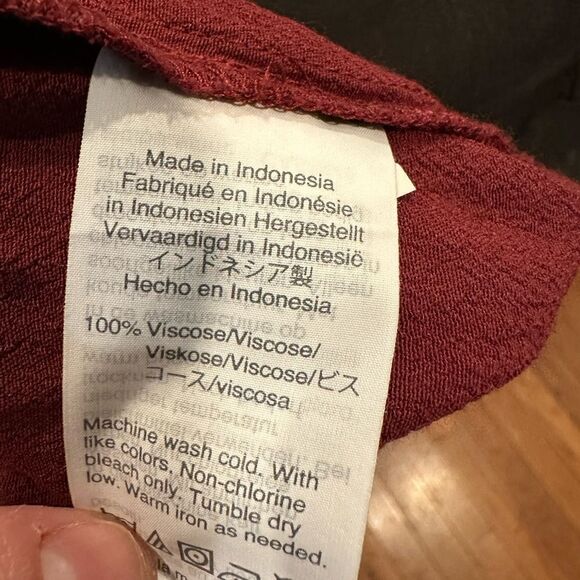 Made in Indonesia
Fabriqué en Indonésie
in Indonesien Hergestellt
Vervaardigd in Indonesië
インドネシア製
Hecho en Indonesia
100% Viscose/Viscose/
Viskose/Viscose/ビス
コース/viscosa
Machine wash cold. With
like colors, Non-chlorine
bleach only. Tumble dry
low. Warm iron as needed.